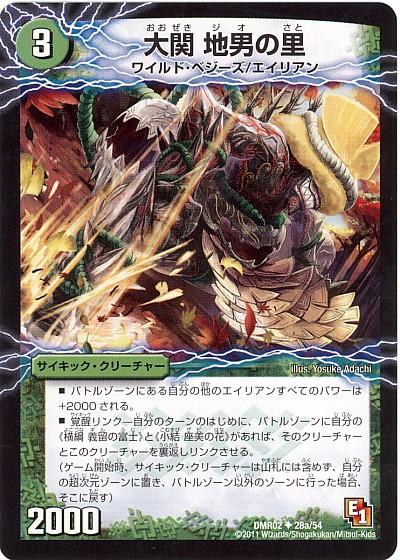 3
おおぜき ジオ さと
大関 地男の里
ワイルド・ベジーズ/エイリアン
illus. Yosuke Adachi
サイキック・クリーチャー
■ バトルゾーンにある自分の他のエイリアンすべてのパワーは
+2000される。
■ 覚醒リンク―自分のターンのはじめに、バトルゾーンに自分の
《横綱 義留の富士》と《小結 座美の花》があれば、そのクリーチャー
とこのクリーチャーを裏返しリンクさせる。
(ゲーム開始時、サイキック・クリーチャーは山札には含めず、自分
の超次元ゾーンに置き、バトルゾーン以外のゾーンに行った場合、
そこに戻す)
2000
DMR02 ◆ 28a/54
©2011 Wizards/Shogakukan/Mitsui-Kids
E1